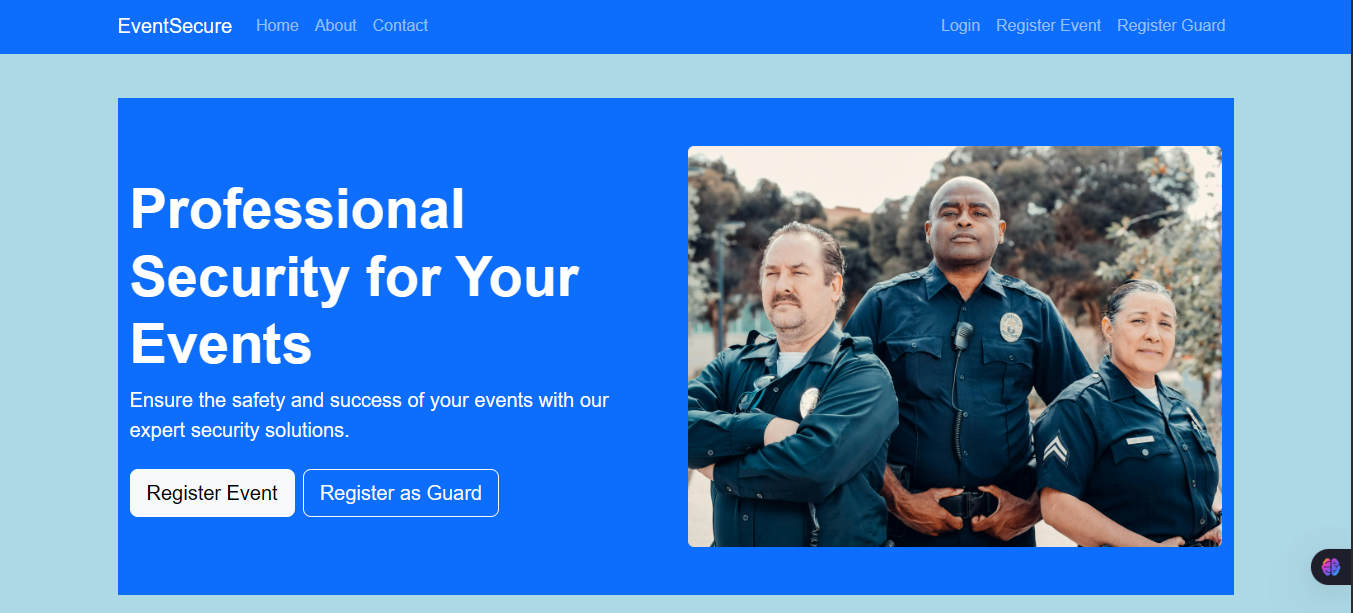 EventSecure Home About Contact Login Register Event Register Guard
Professional
Security for Your
Events
Ensure the safety and success of your events with our
expert security solutions.
Register Event Register as Guard